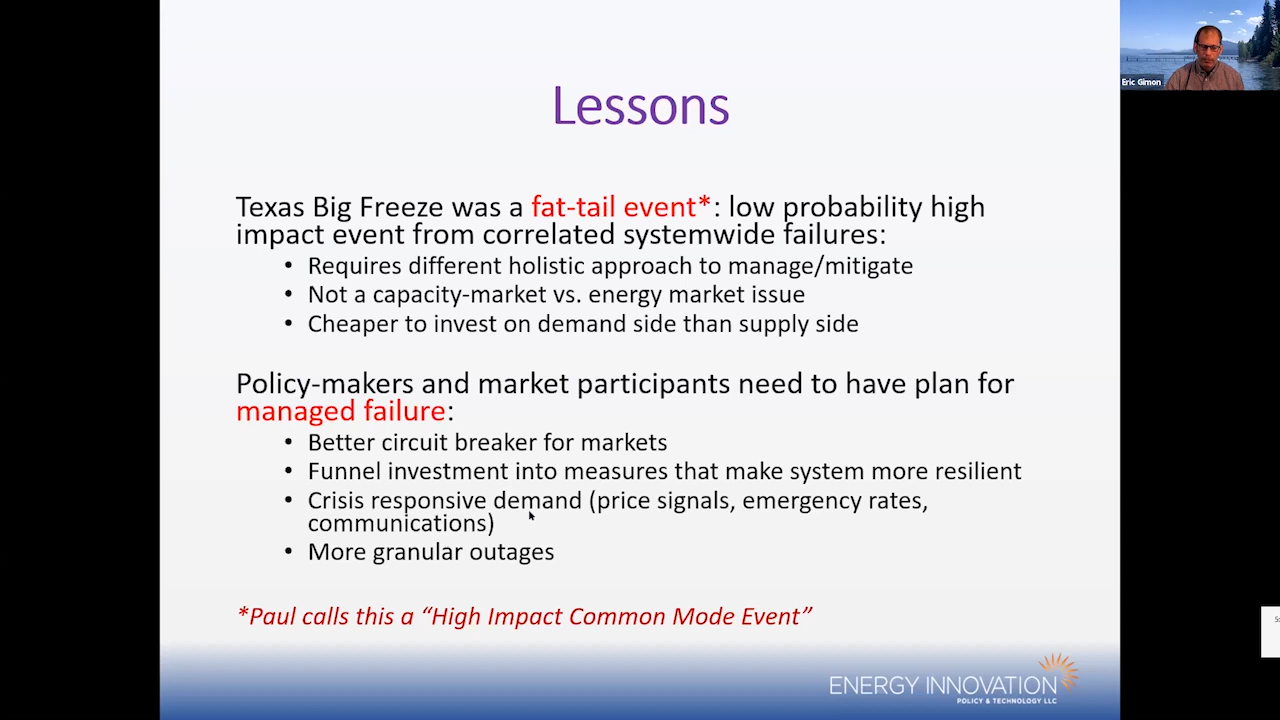 Eric Gimon
Lessons
Texas Big Freeze was a fat-tail event*: low probability high
impact event from correlated systemwide failures:
• Requires different holistic approach to manage/mitigate
• Not a capacity-market vs. energy market issue
• Cheaper to invest on demand side than supply side
Policy-makers and market participants need to have plan for
managed failure:
• Better circuit breaker for markets
• Funnel investment into measures that make system more resilient
• Crisis responsive demand (price signals, emergency rates,
communications)
• More granular outages
*Paul calls this a “High Impact Common Mode Event”
ENERGY INNOVATION
POLICY & TECHNOLOGY LLC